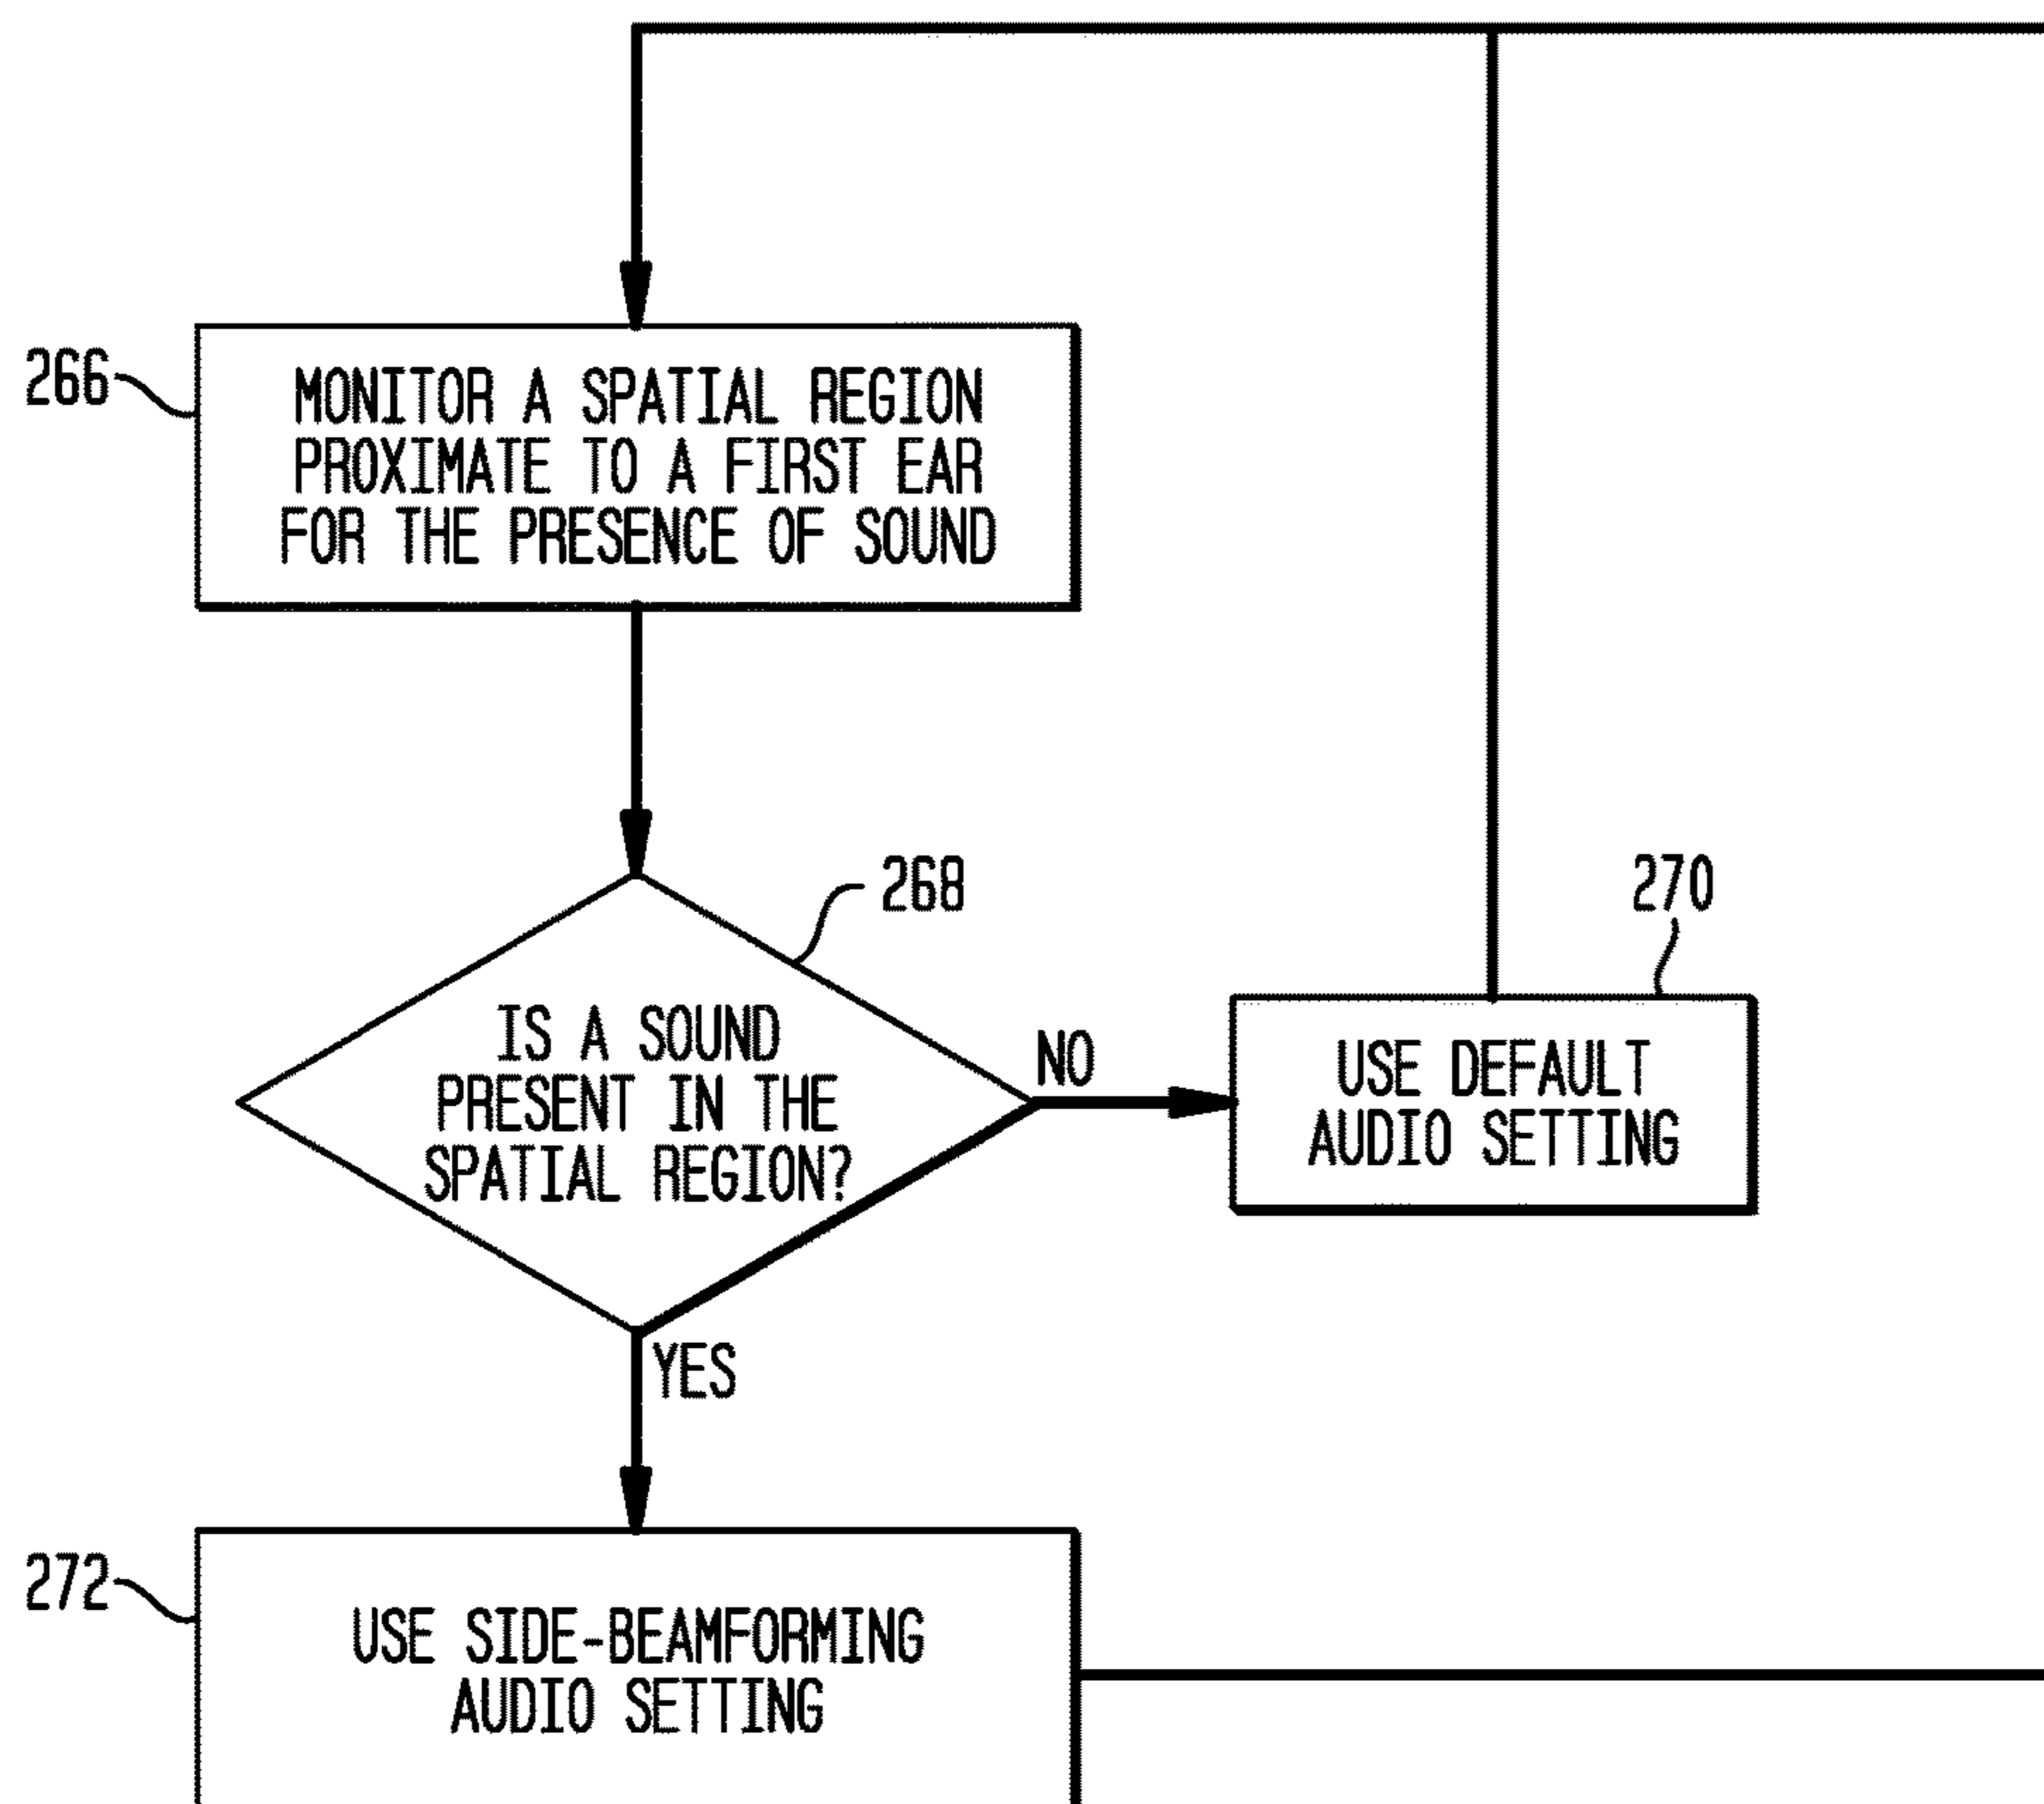 266
MONITOR A SPATIAL REGION
PROXIMATE TO A FIRST EAR
FOR THE PRESENCE OF SOUND
268
IS A SOUND
PRESENT IN THE
SPATIAL REGION?
NO
270
USE DEFAULT
AUDIO SETTING
YES
272
USE SIDE-BEAMFORMING
AUDIO SETTING